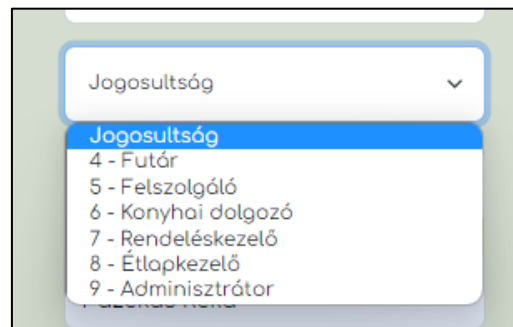 Jogosultság
Jogosultság
4 - Futár
5 - Felszolgáló
6 - Konyhai dolgozó
7 - Rendeléskezelő
8 - Étlapkezelő
9 - Adminisztrátor